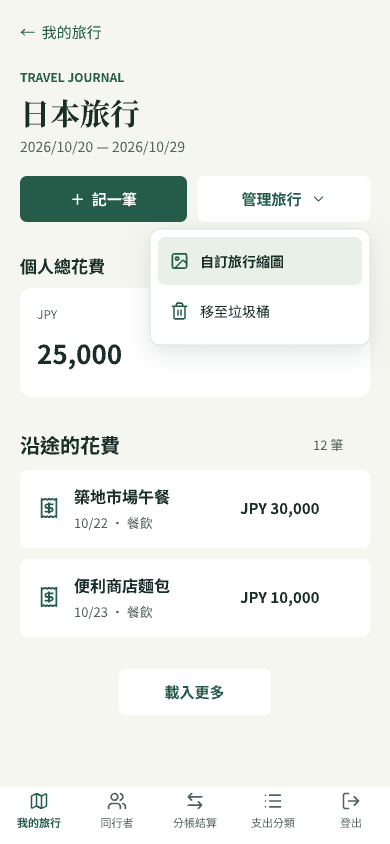 ← 我的旅行
TRAVEL JOURNAL
日本旅行
2026/10/20 — 2026/10/29
＋ 記一筆
管理旅行
自訂旅行縮圖
移至垃圾桶
個人總花費
JPY
25,000
沿途的花費
12 筆
築地市場午餐
10/22 · 餐飲
JPY 30,000
便利商店麵包
10/23 · 餐飲
JPY 10,000
載入更多
我的旅行
同行者
分帳結算
支出分類
登出